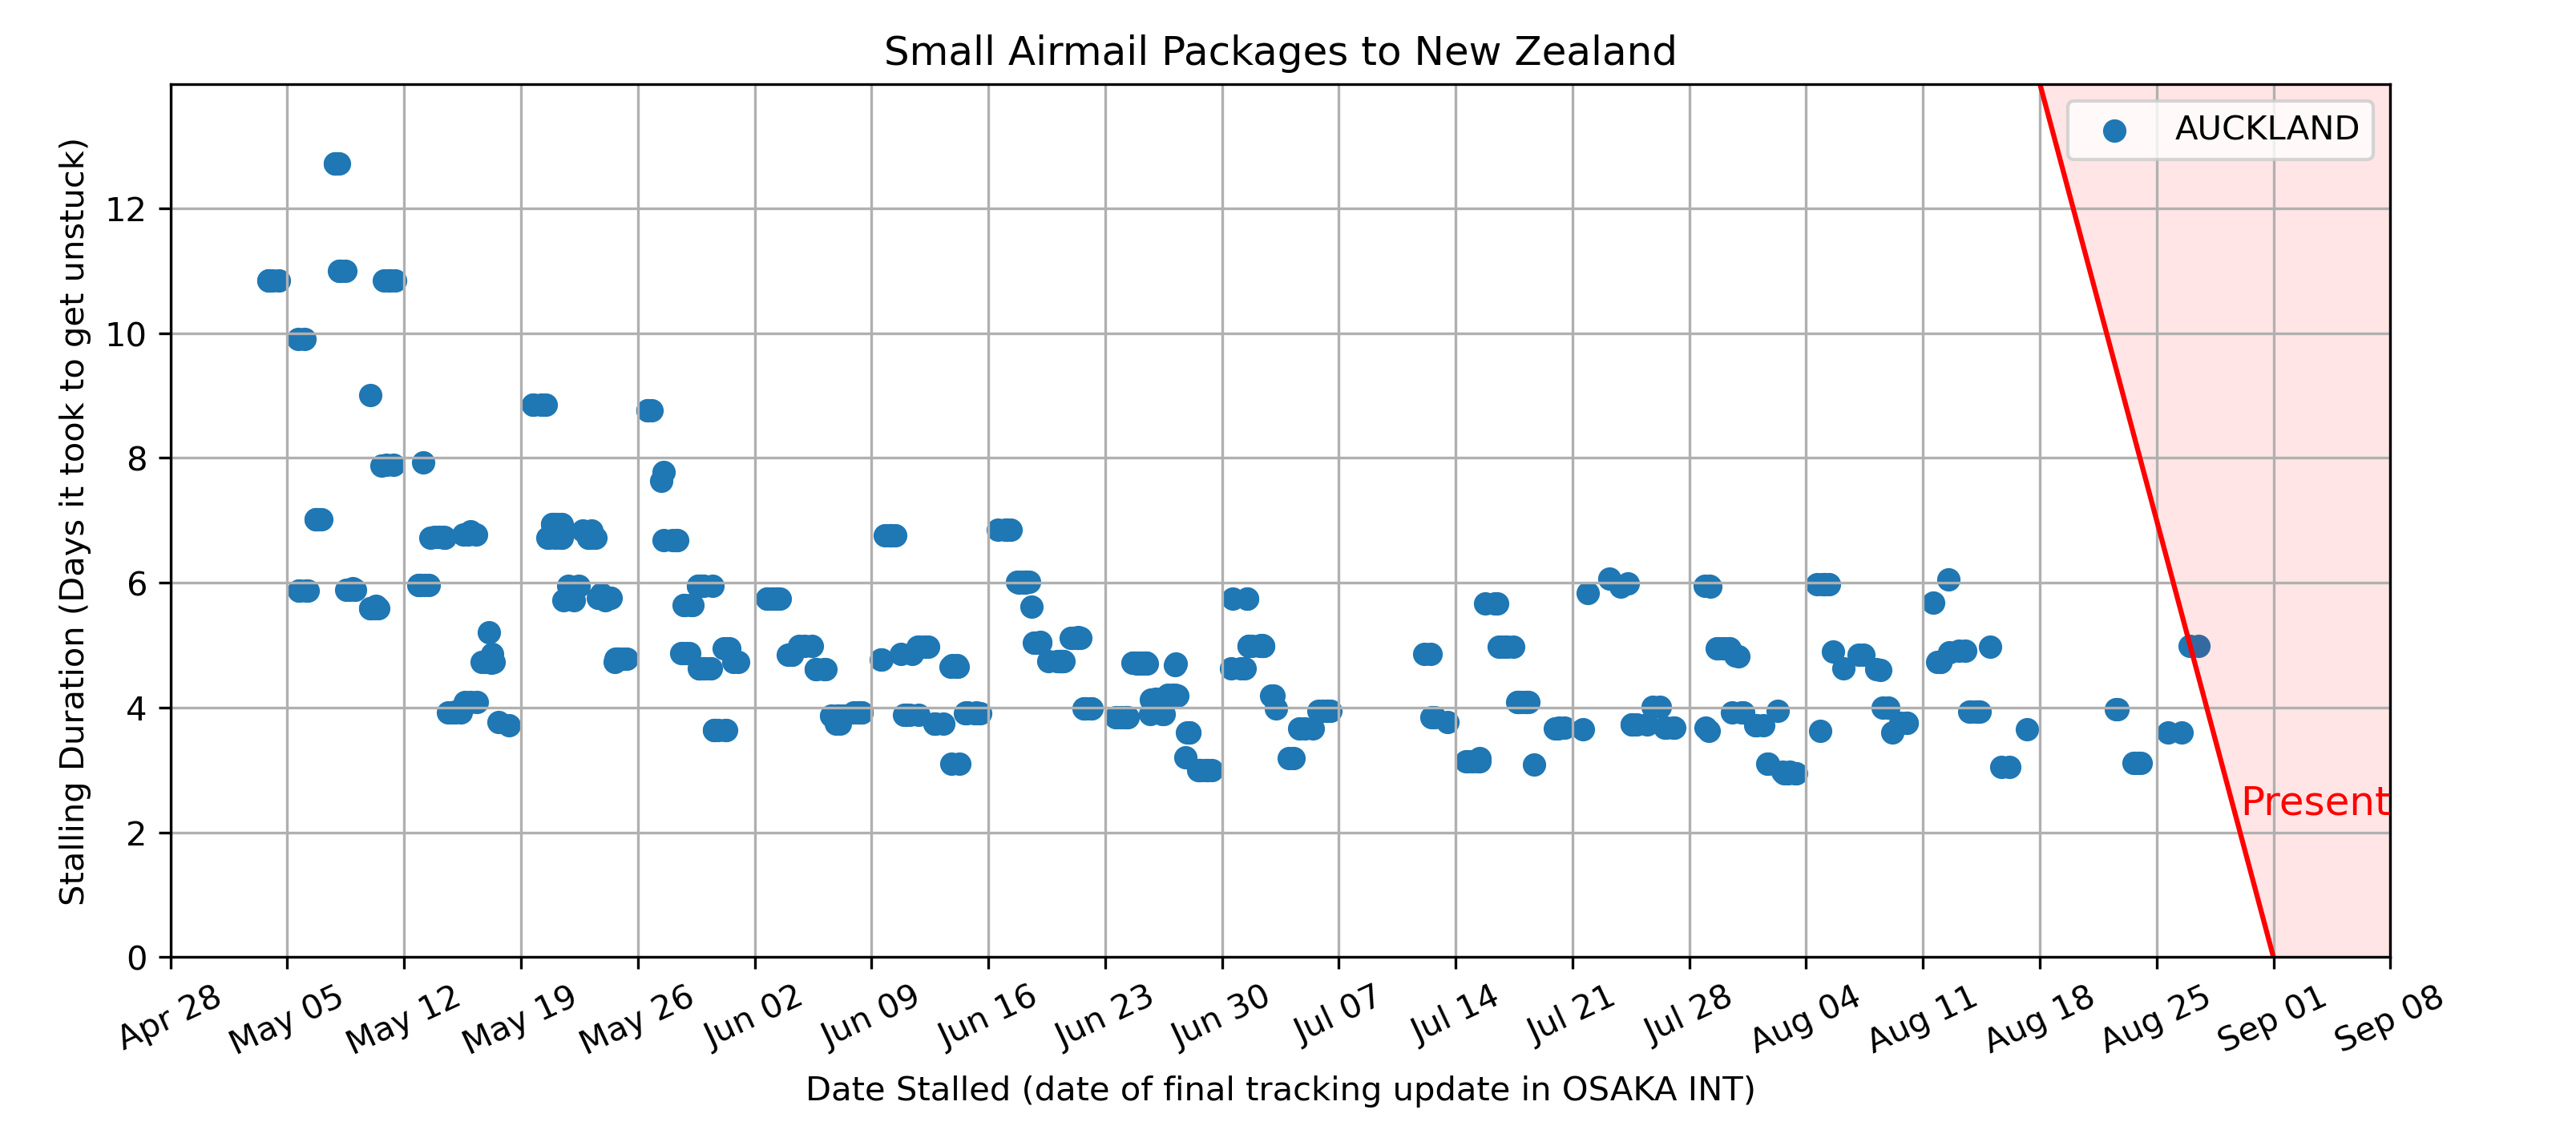 Small Airmail Packages to New Zealand
AUCKLAND
Stalling Duration (Days it took to get unstuck)
12
10
8
6
4
2
0
Present
Apr 28
May 05
May 12
May 19
May 26
Jun 02
Jun 09
Jun 16
Jun 23
Jun 30
Jul 07
Jul 14
Jul 21
Jul 28
Aug 04
Aug 11
Aug 18
Aug 25
Sep 01
Sep 08
Date Stalled (date of final tracking update in OSAKA INT)